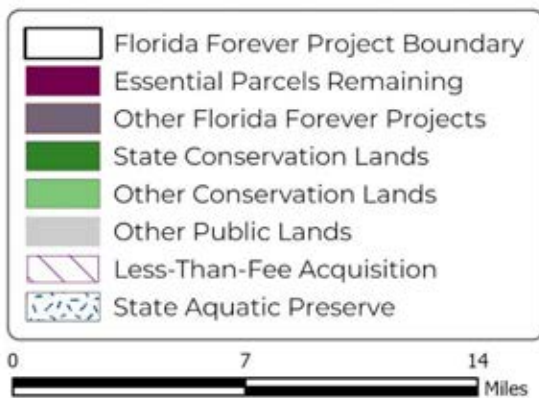 Florida Forever Project Boundary
Essential Parcels Remaining
Other Florida Forever Projects
State Conservation Lands
Other Conservation Lands
Other Public Lands
Less-Than-Fee Acquisition
State Aquatic Preserve
0 7 14
Miles